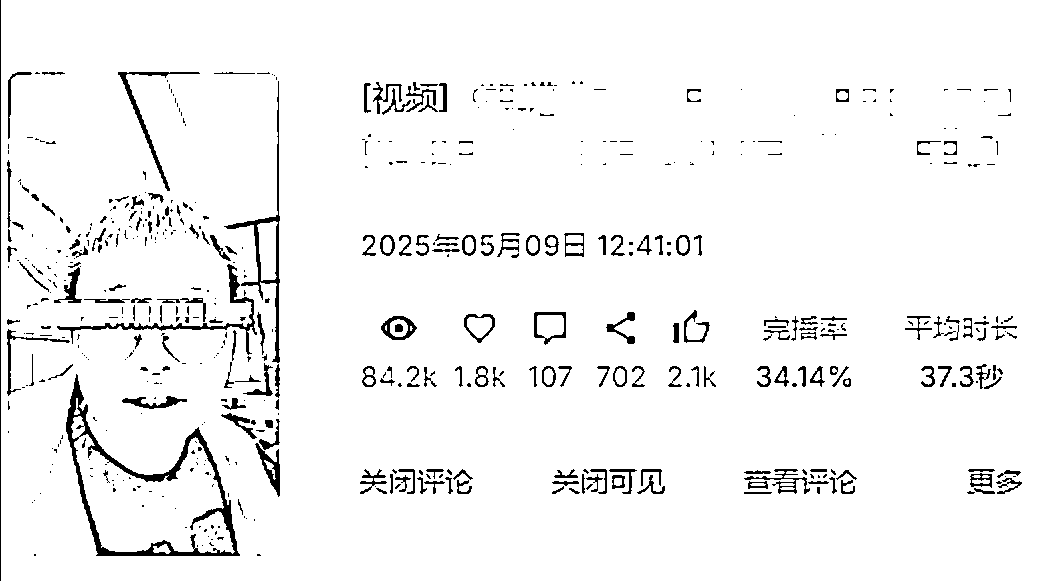 [视频]
2025年05月09日 12:41:01
完播率 平均时长
84.2k 1.8k 107 702 2.1k 34.14% 37.3秒
关闭评论 关闭可见 查看评论 更多